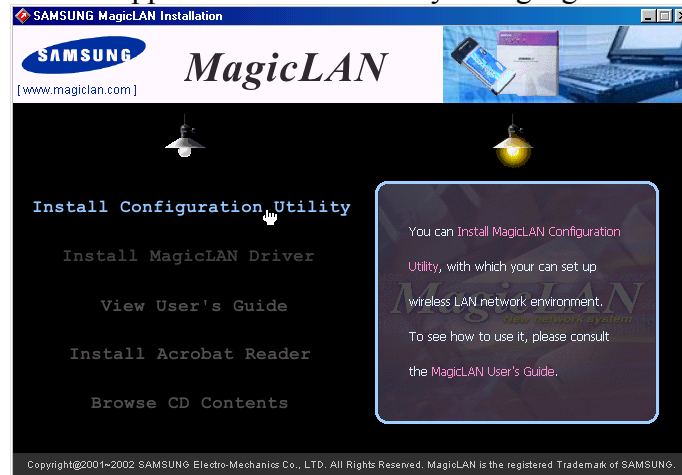 SAMSUNG MagicLAN Installation
SAMSUNG
MagicLAN
[www.magiclan.com]
Install Configuration Utility
Install MagicLAN Driver
View User's Guide
Install Acrobat Reader
Browse CD Contents
You can Install MagicLAN Configuration
Utility, with which your can set up
wireless LAN network environment.
To see how to use it, please consult
the MagicLAN User's Guide.
MagicLAN
New network system
Copyright@2001~2002 SAMSUNG Electro-Mechanics Co., LTD. All Rights Reserved. MagicLAN is the registered Trademark of SAMSUNG.